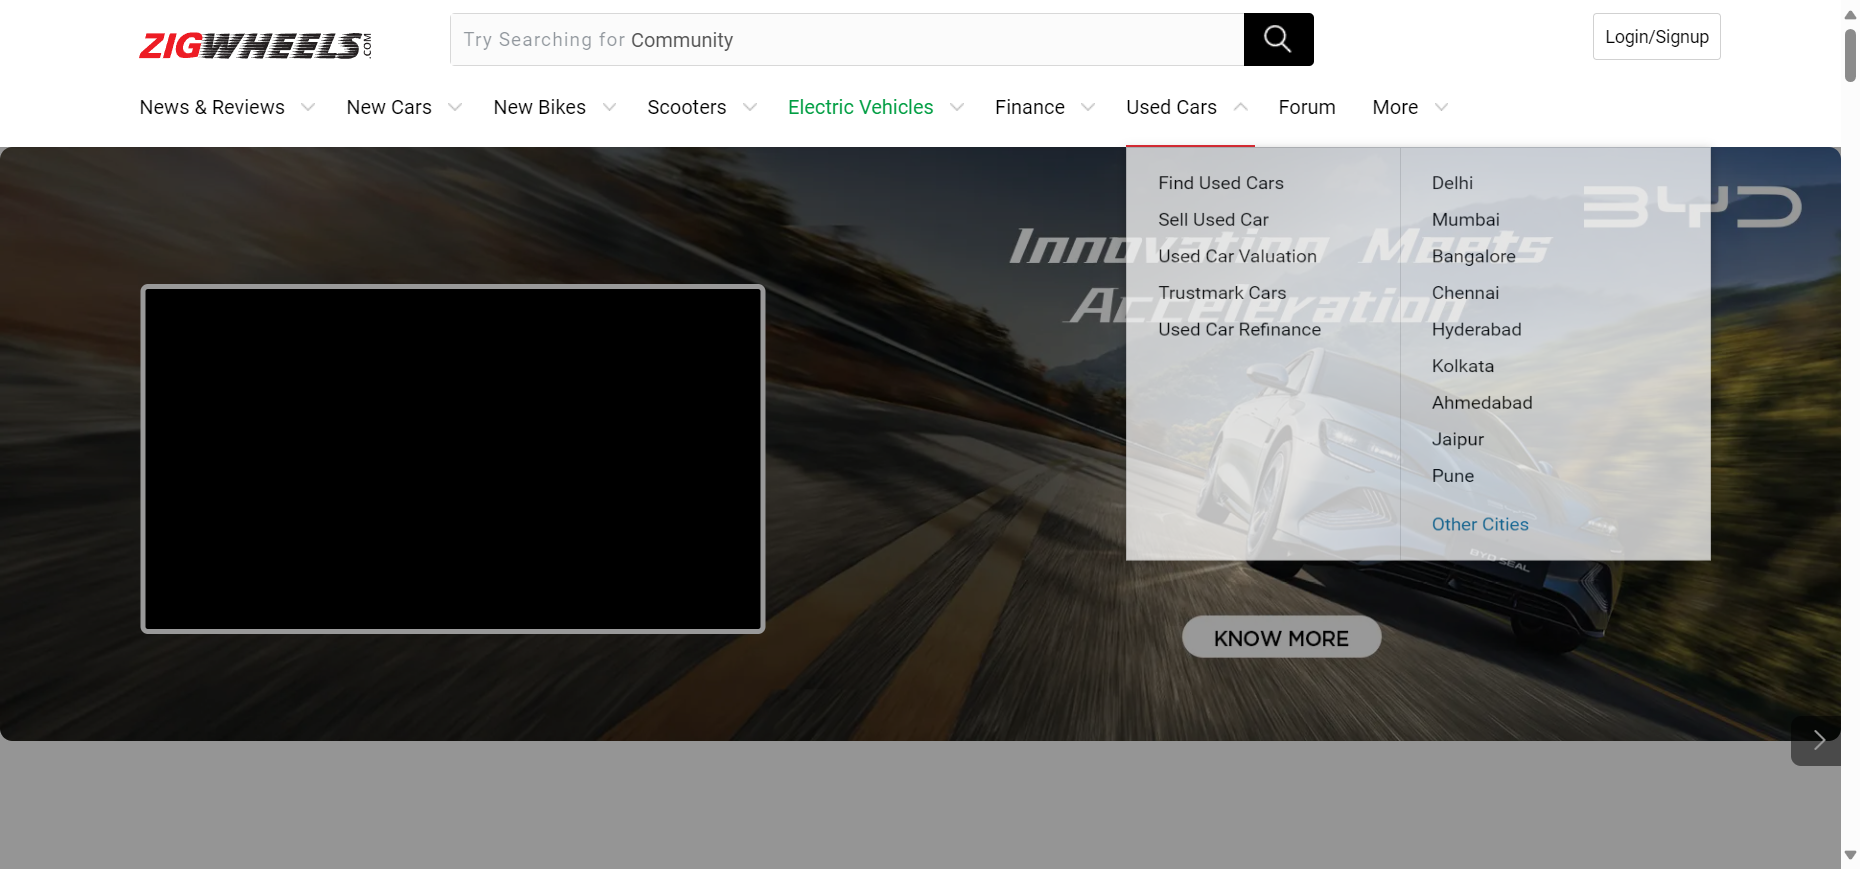 ZIGWHEELS.COM
Try Searching for Community
Login/Signup
News & Reviews
New Cars
New Bikes
Scooters
Electric Vehicles
Finance
Used Cars
Forum
More
Find Used Cars
Sell Used Car
Used Car Valuation
Trustmark Cars
Used Car Refinance
Delhi
Mumbai
Bangalore
Chennai
Hyderabad
Kolkata
Ahmedabad
Jaipur
Pune
Other Cities
BYD
Innovation Meets
Acceleration
BYD SEAL
KNOW MORE